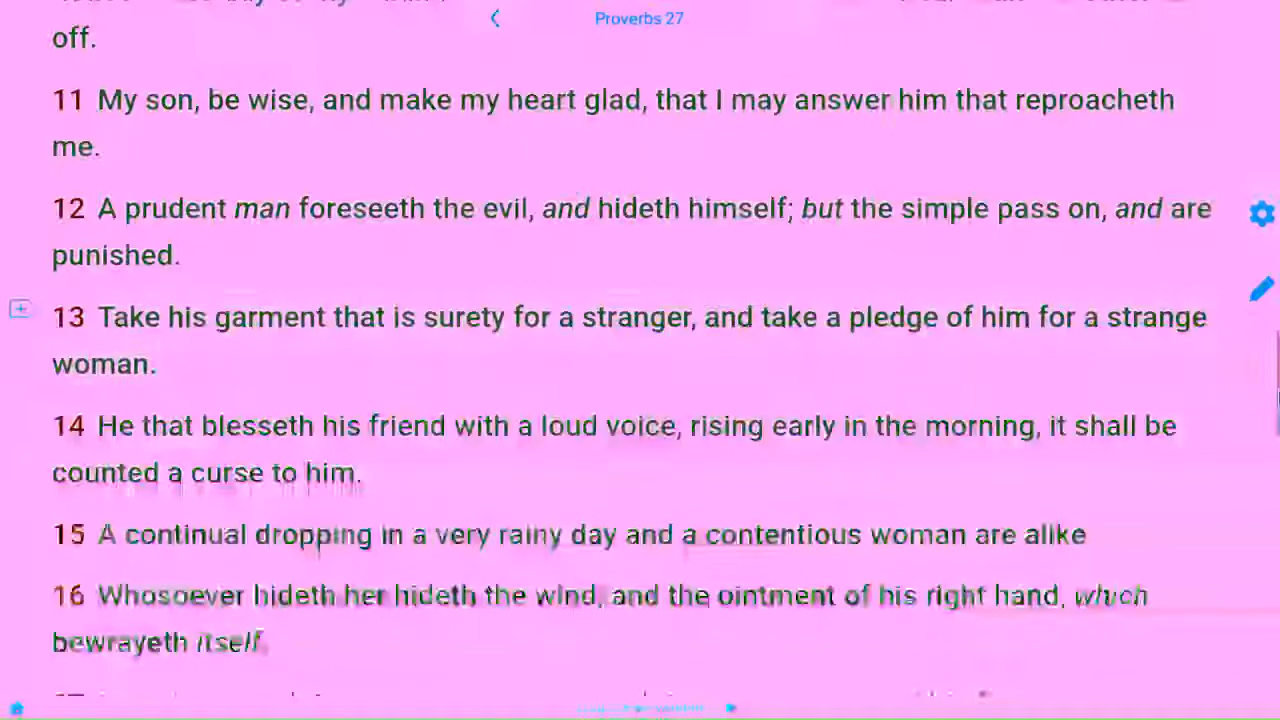 Proverbs 27
off.
11 My son, be wise, and make my heart glad, that I may answer him that reproacheth
me.
12 A prudent man foreseeth the evil, and hideth himself; but the simple pass on, and are
punished.
13 Take his garment that is surety for a stranger, and take a pledge of him for a strange
woman.
14 He that blesseth his friend with a loud voice, rising early in the morning, it shall be
counted a curse to him.
15 A continual dropping in a very rainy day and a contentious woman are alike
16 Whosoever hideth her hideth the wind, and the ointment of his right hand, which
bewrayeth itself.